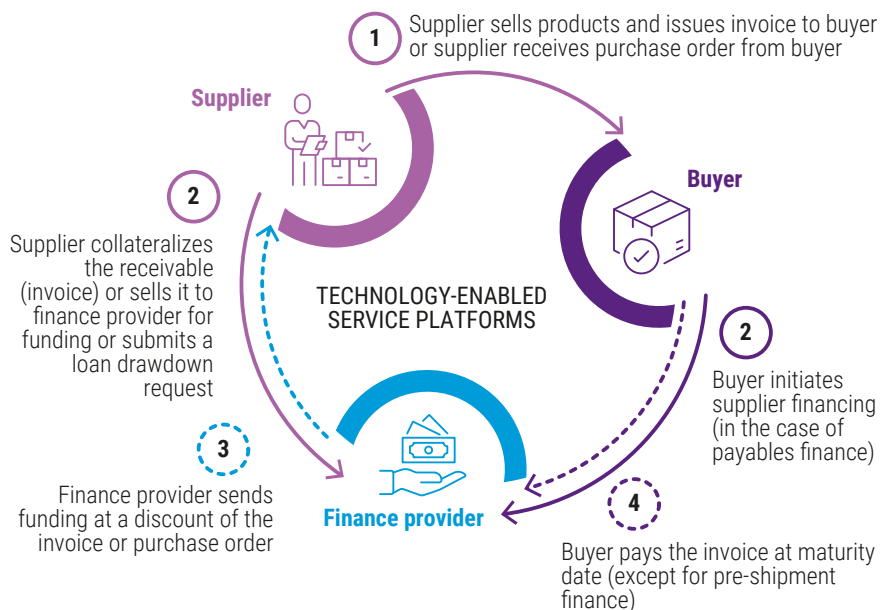 1
Supplier sells products and issues invoice to buyer
or supplier receives purchase order from buyer
Supplier
Buyer
2
Supplier collateralizes
the receivable
(invoice) or sells it to
finance provider for
funding or submits a
loan drawdown
request
TECHNOLOGY-ENABLED
SERVICE PLATFORMS
2
Buyer initiates
supplier financing
(in the case of
payables finance)
3
Finance provider sends
funding at a discount of the
invoice or purchase order
Finance provider
4
Buyer pays the invoice at maturity
date (except for pre-shipment
finance)